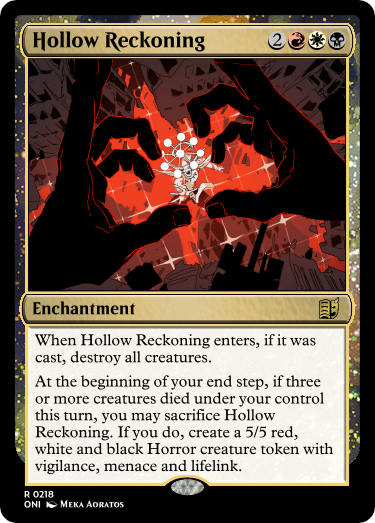 Hollow Reckoning 2
Enchantment
When Hollow Reckoning enters, if it was
cast, destroy all creatures.
At the beginning of your end step, if three
or more creatures died under your control
this turn, you may sacrifice Hollow
Reckoning. If you do, create a 5/5 red,
white and black Horror creature token with
vigilance, menace and lifelink.
R 0218
ONI Meka Aoratos